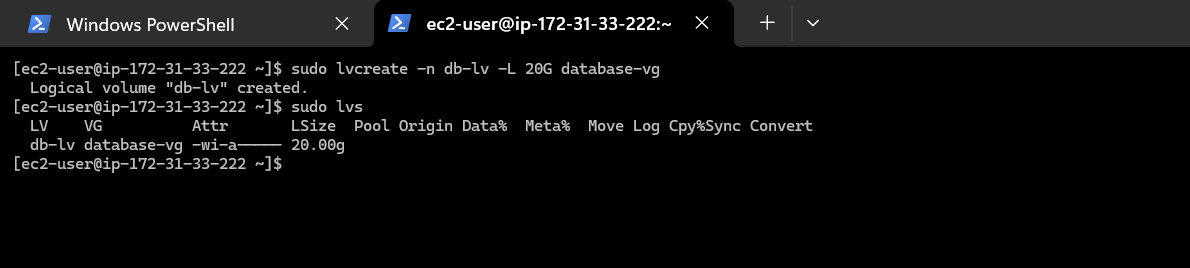 Windows PowerShell
ec2-user@ip-172-31-33-222:~
[ec2-user@ip-172-31-33-222 ~]$ sudo lvcreate -n db-lv -L 20G database-vg
  Logical volume "db-lv" created.
[ec2-user@ip-172-31-33-222 ~]$ sudo lvs
  LV    VG          Attr       LSize  Pool Origin Data%  Meta%  Move Log Cpy%Sync Convert
  db-lv database-vg -wi-a----- 20.00g
[ec2-user@ip-172-31-33-222 ~]$